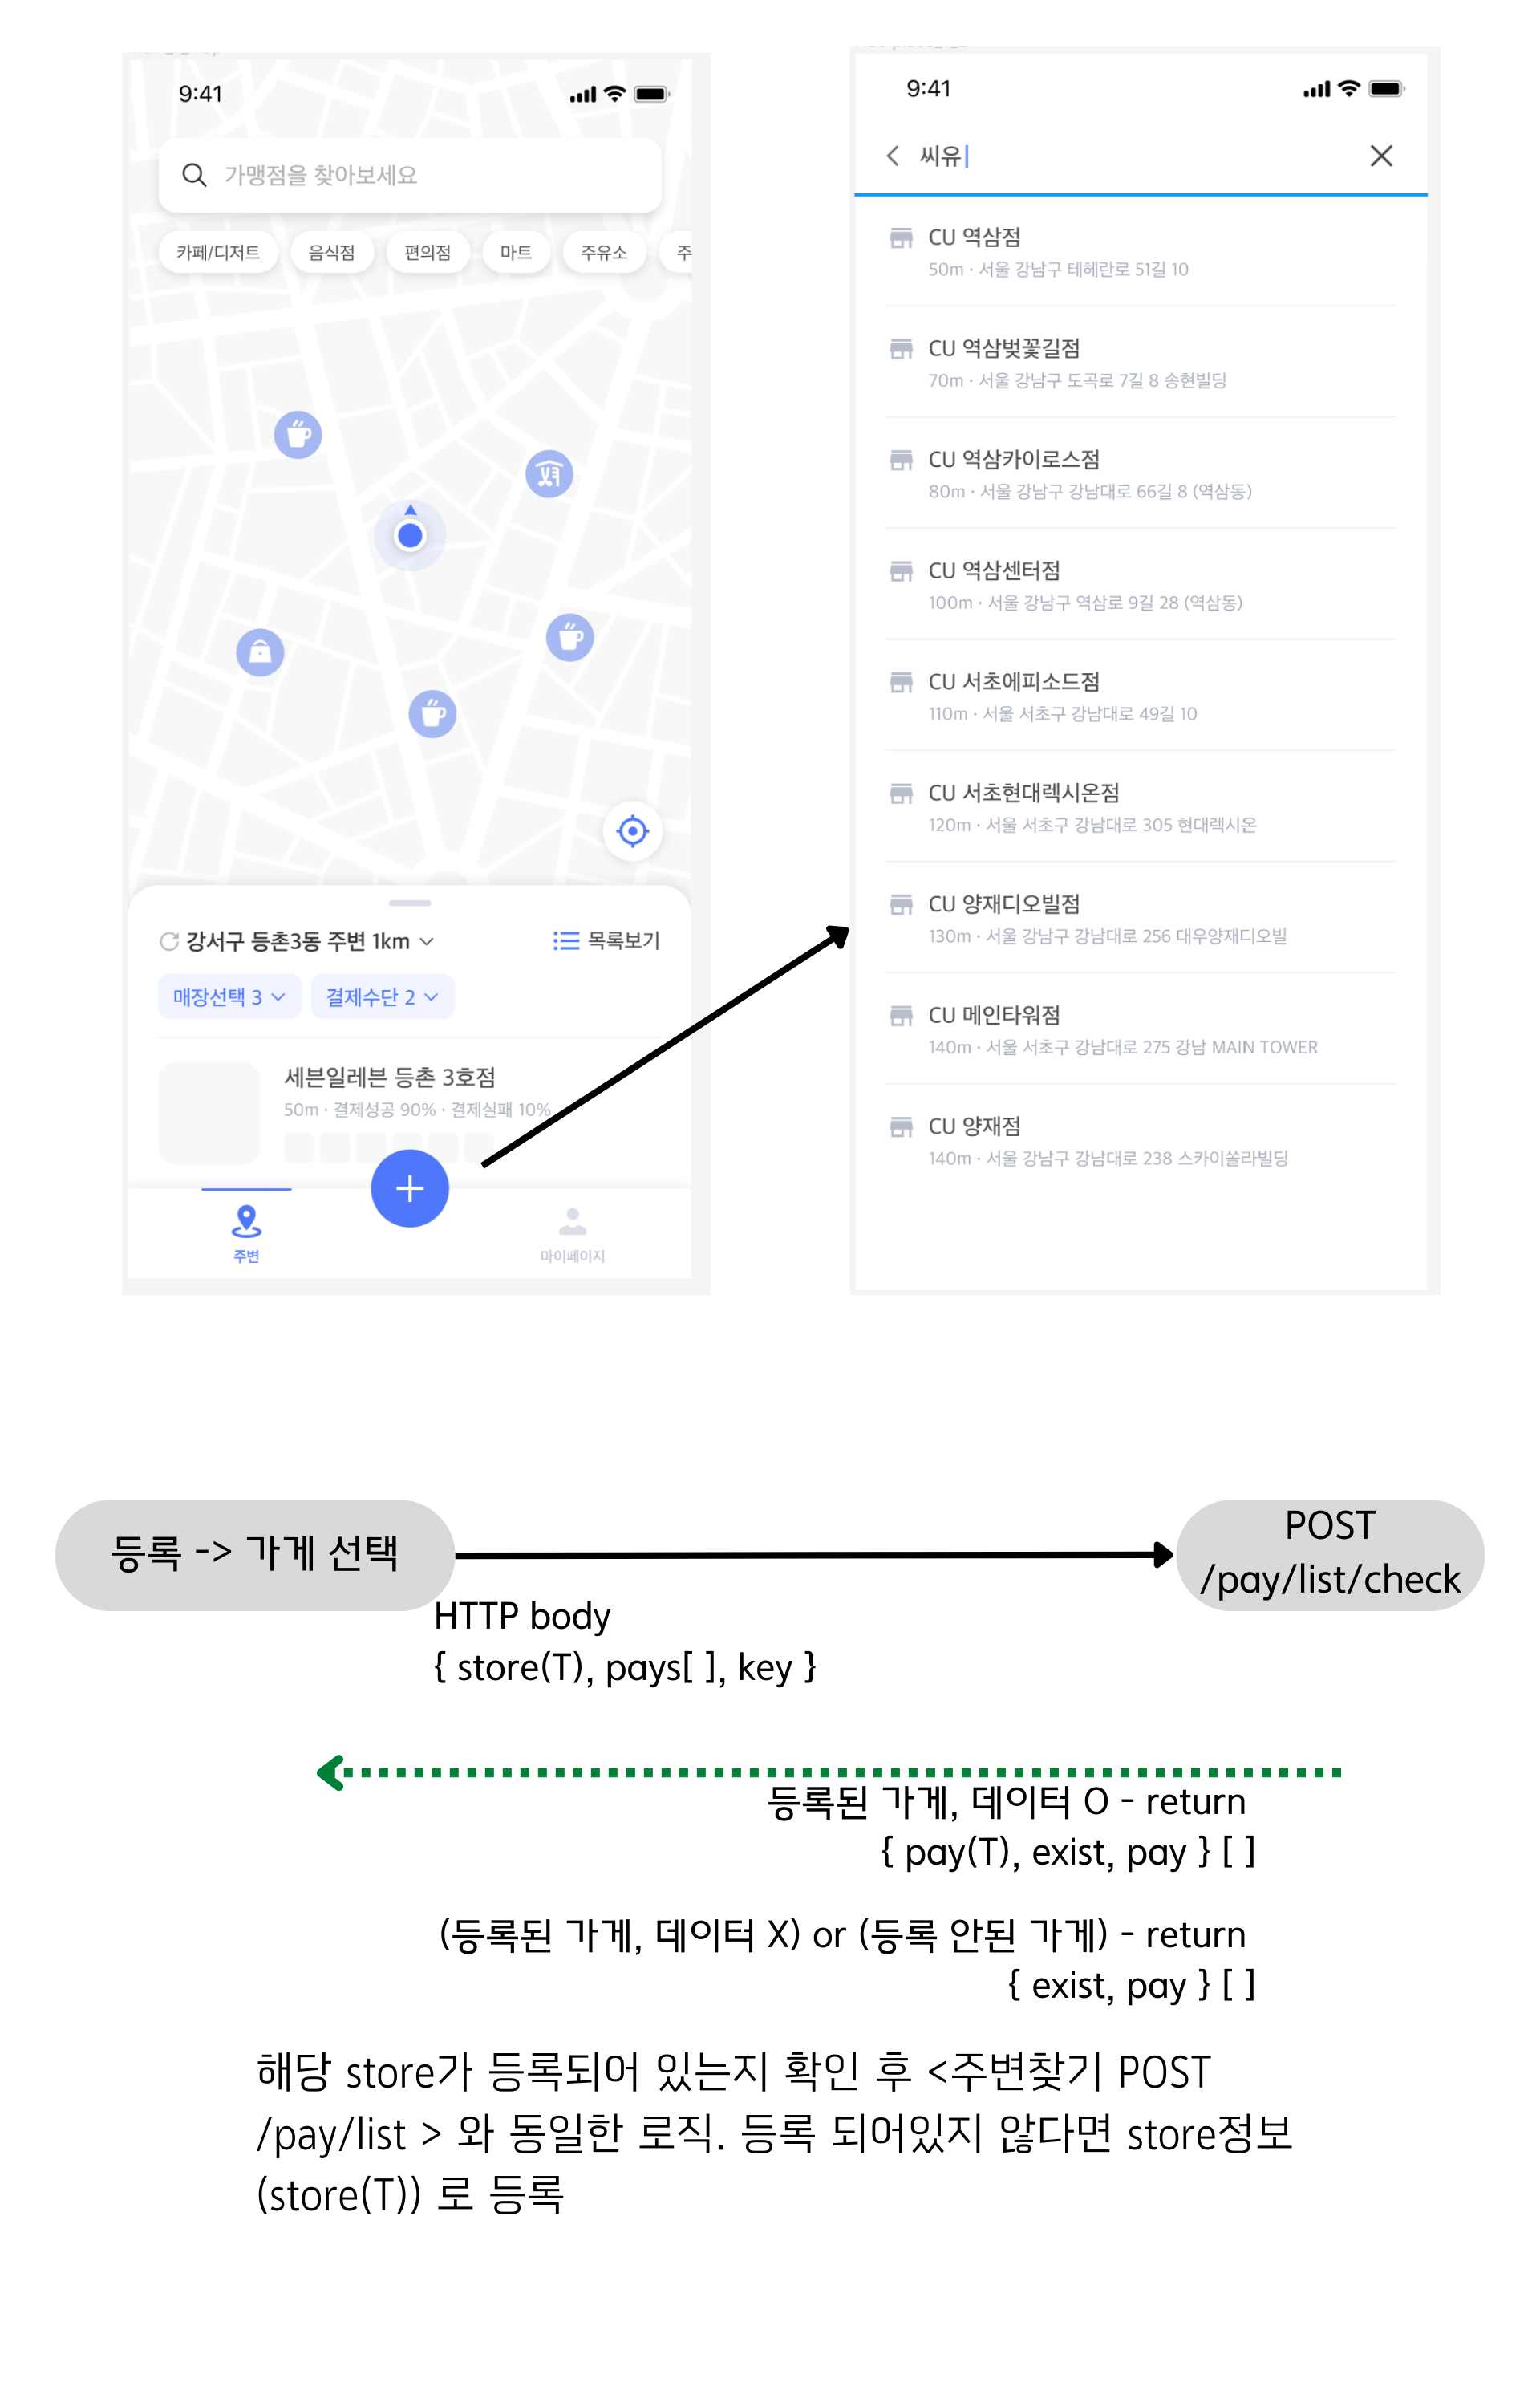 9:41
가맹점을 찾아보세요
카페/디저트 음식점 편의점 마트 주유소 주
강서구 등촌3동 주변 1km 목록보기
매장선택 3 결제수단 2
세븐일레븐 등촌 3호점
50m · 결제성공 90% · 결제실패 10%
주변 마이페이지
9:41
씨유
CU 역삼점
50m · 서울 강남구 테헤란로 51길 10
CU 역삼벚꽃길점
70m · 서울 강남구 도곡로 7길 8 송현빌딩
CU 역삼카이로스점
80m · 서울 강남구 강남대로 66길 8 (역삼동)
CU 역삼센터점
100m · 서울 강남구 역삼로 9길 28 (역삼동)
CU 서초에피소드점
110m · 서울 서초구 강남대로 49길 10
CU 서초현대렉시온점
120m · 서울 서초구 강남대로 305 현대렉시온
CU 양재디오빌점
130m · 서울 강남구 강남대로 256 대우양재디오빌
CU 메인타워점
140m · 서울 서초구 강남대로 275 강남 MAIN TOWER
CU 양재점
140m · 서울 강남구 강남대로 238 스카이쏠라빌딩
등록 -> 가게 선택
POST
/pay/list/check
HTTP body
{ store(T), pays[ ], key }
등록된 가게, 데이터 O - return
{ pay(T), exist, pay } [ ]
(등록된 가게, 데이터 X) or (등록 안된 가게) - return
{ exist, pay } [ ]
해당 store가 등록되어 있는지 확인 후 <주변찾기 POST
/pay/list > 와 동일한 로직. 등록 되어있지 않다면 store정보
(store(T)) 로 등록